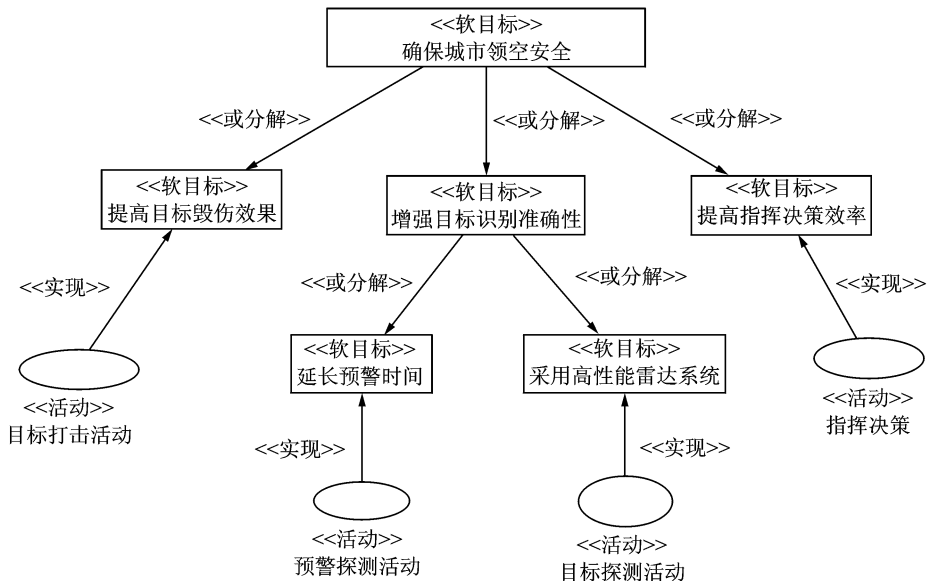 <<软目标>>
确保城市领空安全
<<或分解>>
<<或分解>>
<<或分解>>
<<软目标>>
提高目标毁伤效果
<<软目标>>
增强目标识别准确性
<<软目标>>
提高指挥决策效率
<<实现>>
<<或分解>>
<<或分解>>
<<实现>>
<<软目标>>
延长预警时间
<<软目标>>
采用高性能雷达系统
<<活动>>
目标打击活动
<<活动>>
指挥决策
<<实现>>
<<实现>>
<<活动>>
预警探测活动
<<活动>>
目标探测活动